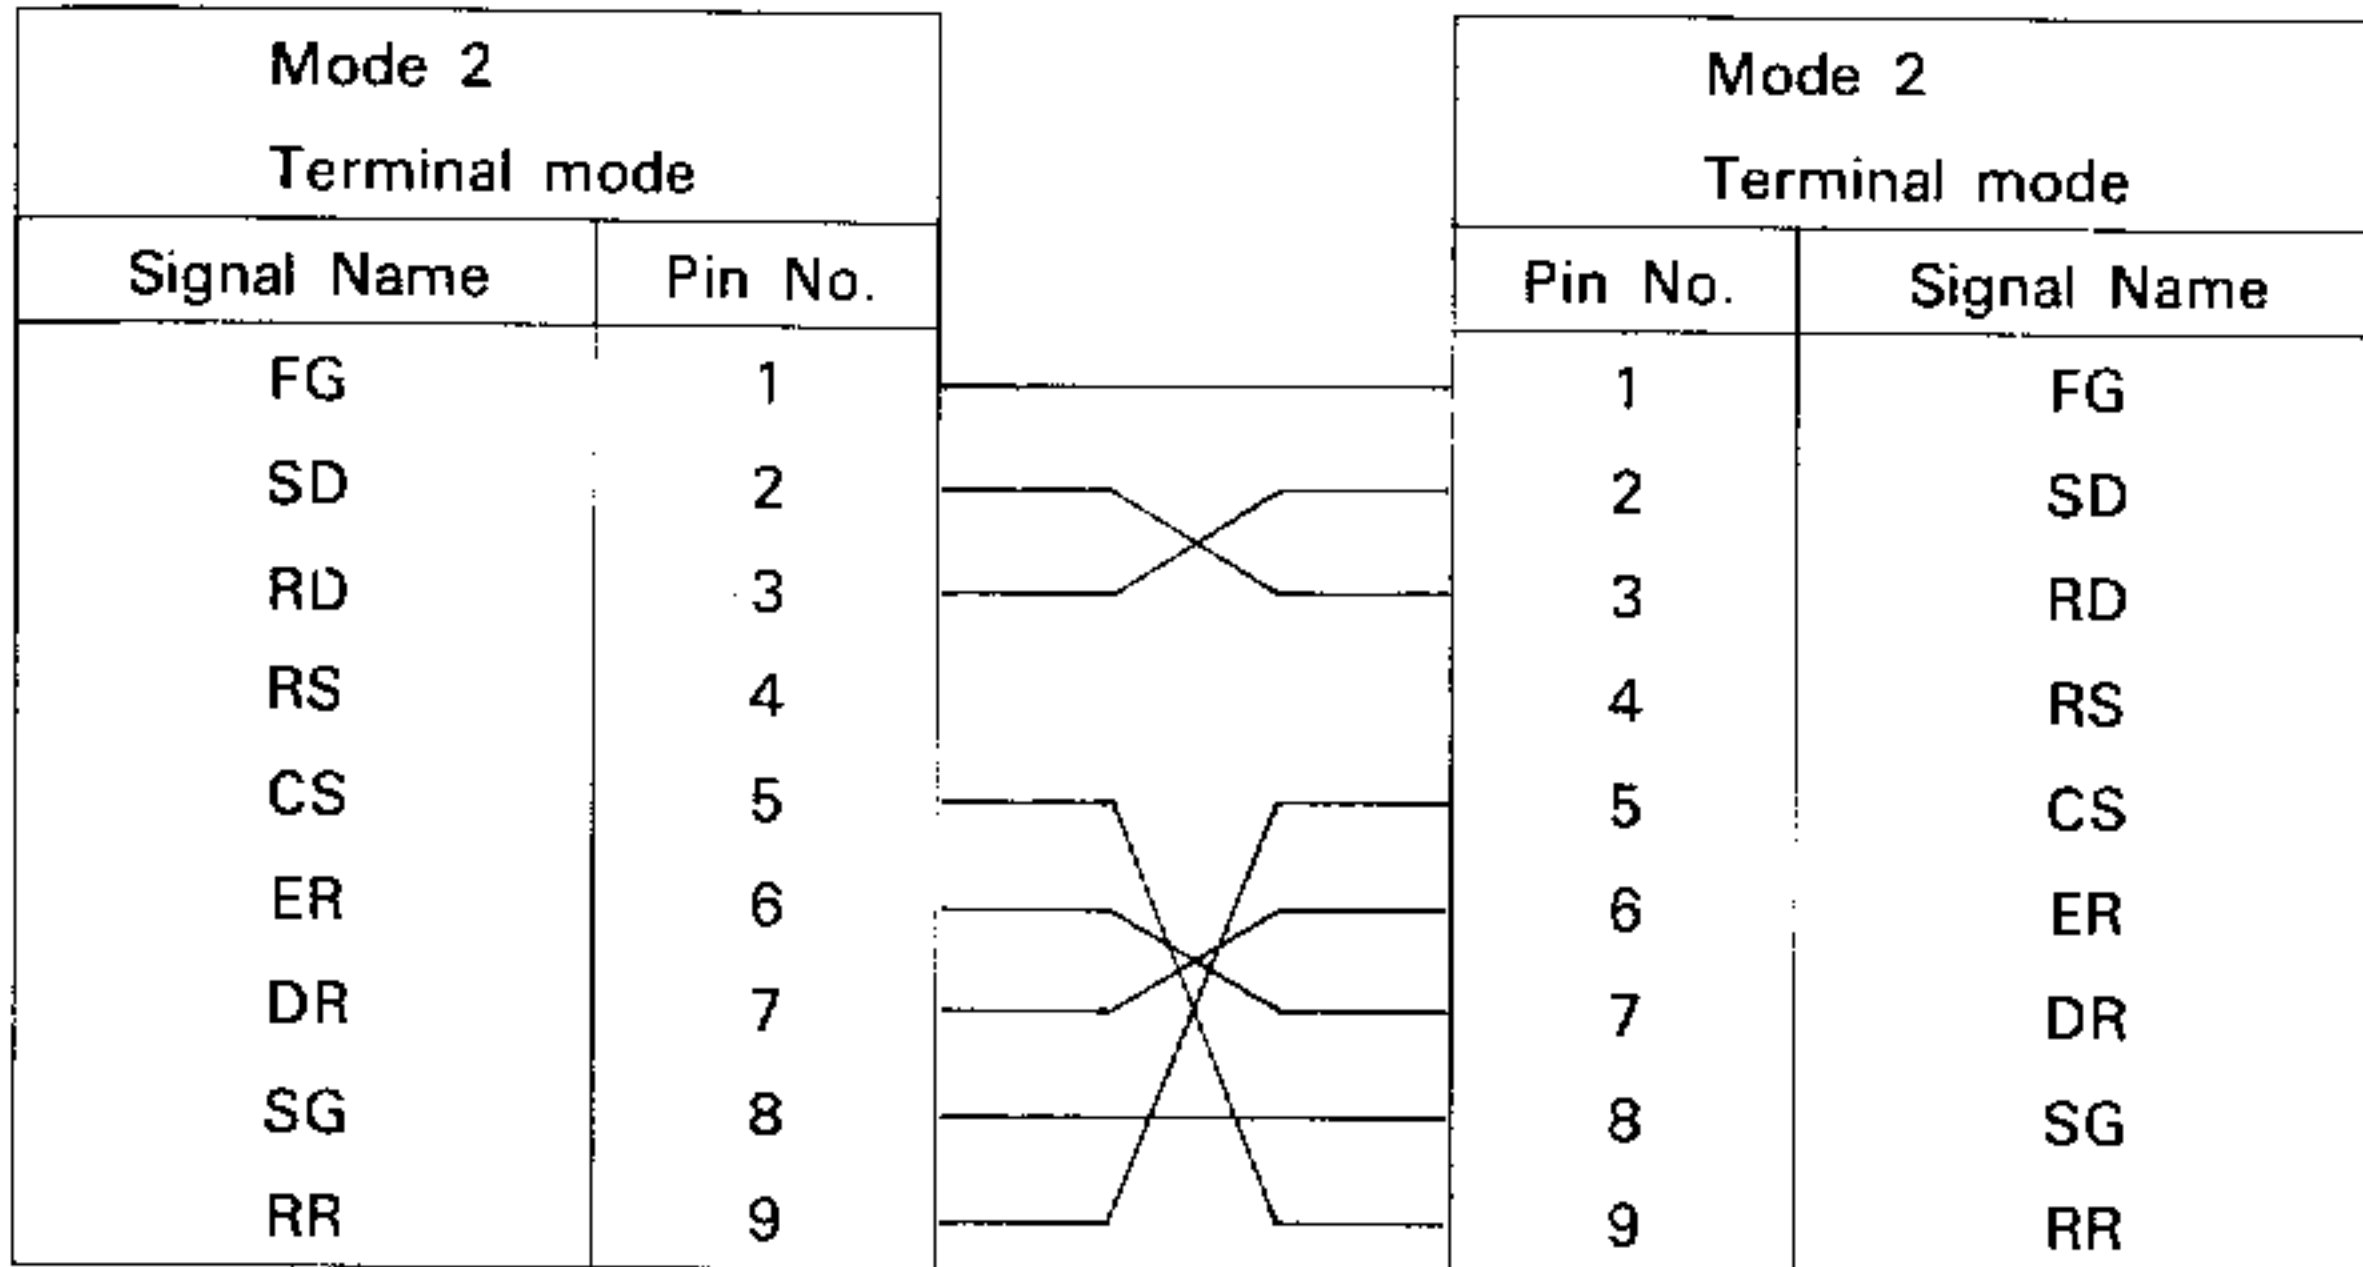 Mode 2
Terminal mode
Signal Name Pin No.
FG 1
SD 2
RD 3
RS 4
CS 5
ER 6
DR 7
SG 8
RR 9
Mode 2
Terminal mode
Pin No. Signal Name
1 FG
2 SD
3 RD
4 RS
5 CS
6 ER
7 DR
8 SG
9 RR